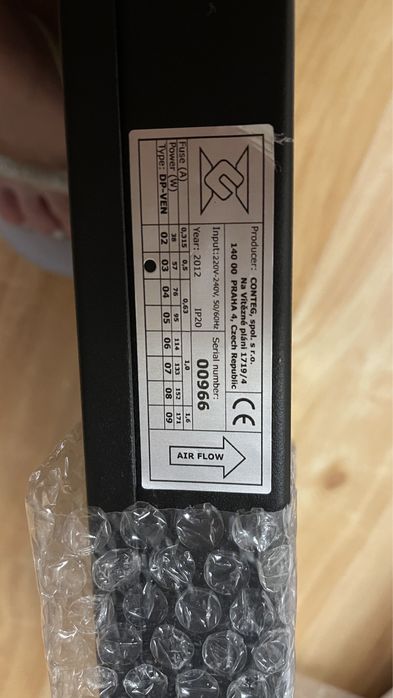 Producer: CONTEG, spol. s r.o.
Na Vítězné pláni 1719/4
140 00 PRAHA 4, Czech Republic
CE
Input:220V-240V, 50/60Hz Serial number:
Year: 2012 IP20 00966
Fuse (A) 0,315 0,5 0,63 1,0 1,6
Power (W) 38 57 76 95 114 133 152 171
Type: DP-VEN 02 03 04 05 06 07 08 09
AIR FLOW